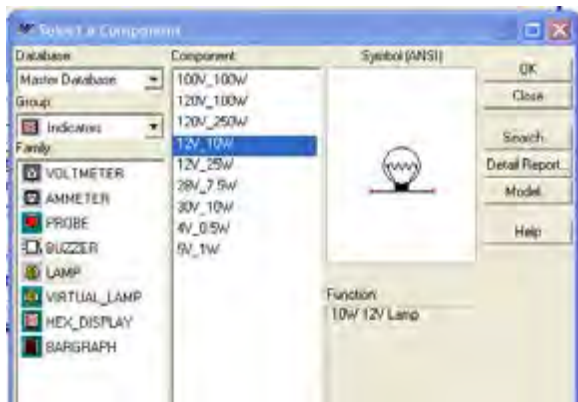 Select a Component
Database:
Master Database
Group:
Indicators
Family:
VOLTMETER
AMMETER
PROBE
BUZZER
LAMP
VIRTUAL_LAMP
HEX_DISPLAY
BARGRAPH
Component:
100V_100W
120V_100W
120V_250W
12V_10W
12V_25W
28V_7.5W
30V_10W
4V_0.5W
5V_1W
Symbol (ANSI)
Function:
10W 12V Lamp
OK
Close
Search...
Detail Report...
Model...
Help